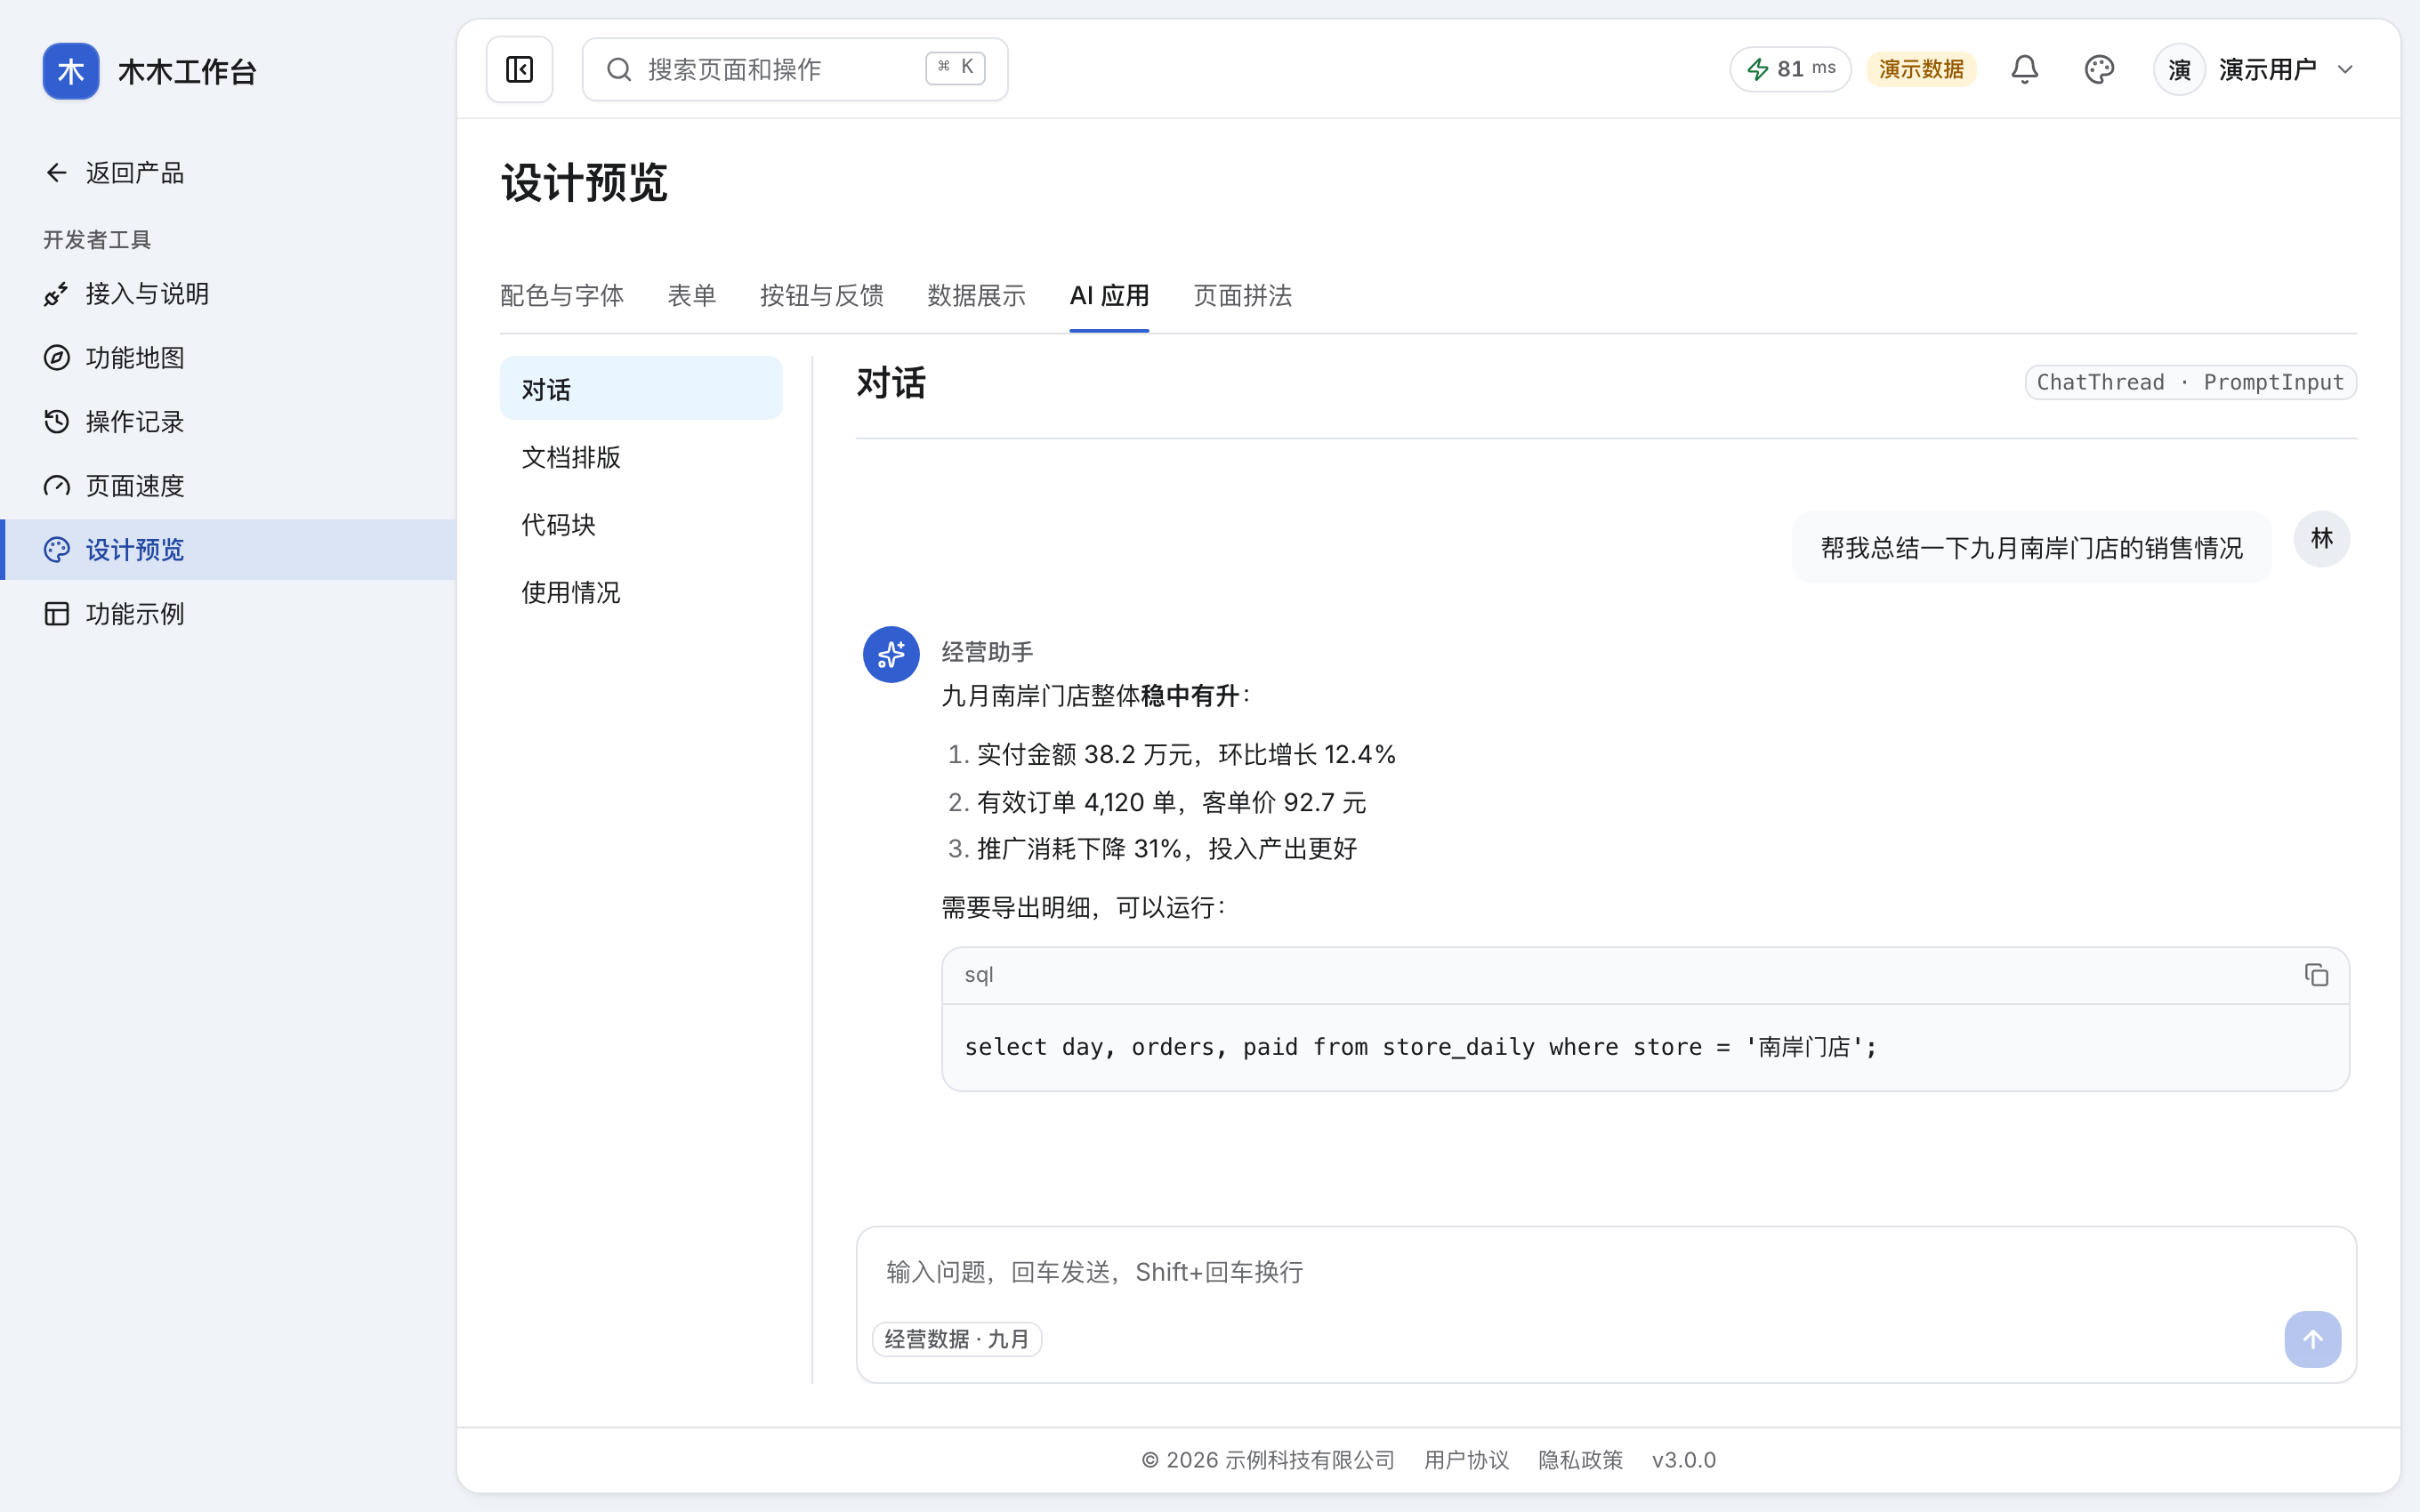 木 木木工作台
返回产品
开发者工具
接入与说明
功能地图
操作记录
页面速度
设计预览
功能示例
搜索页面和操作 ⌘ K
81 ms 演示数据 演 演示用户
设计预览
配色与字体 表单 按钮与反馈 数据展示 AI 应用 页面拼法
对话
文档排版
代码块
使用情况
对话 ChatThread · PromptInput
帮我总结一下九月南岸门店的销售情况 林
经营助手
九月南岸门店整体稳中有升：
1. 实付金额 38.2 万元，环比增长 12.4%
2. 有效订单 4,120 单，客单价 92.7 元
3. 推广消耗下降 31%，投入产出更好
需要导出明细，可以运行：
sql
select day, orders, paid from store_daily where store = '南岸门店';
输入问题，回车发送，Shift+回车换行
经营数据 · 九月
© 2026 示例科技有限公司 用户协议 隐私政策 v3.0.0